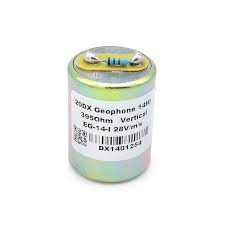 20DX Geophone 14Hz
395Ohm Vertical
EG-14-I 28V/m/s
DX1401254